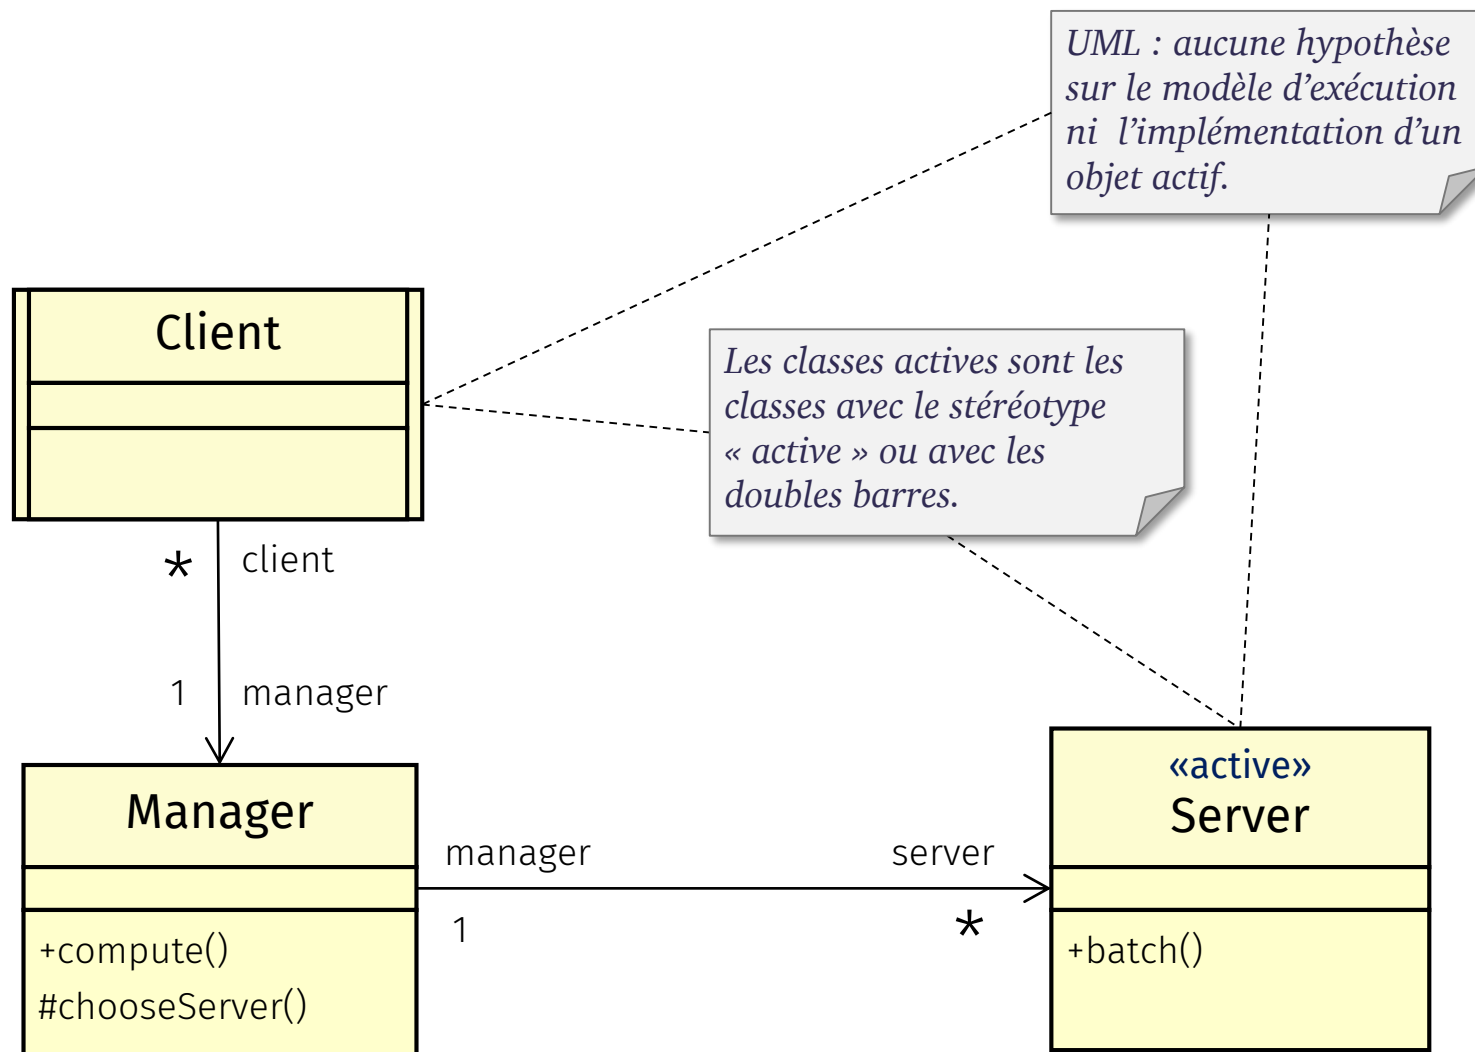 UML : aucune hypothèse
sur le modèle d'exécution
ni l'implémentation d'un
objet actif.
Client
Les classes actives sont les
classes avec le stéréotype
« active » ou avec les
doubles barres.
* client
1 manager
Manager
+compute()
#chooseServer()
manager server
1 *
«active»
Server
+batch()